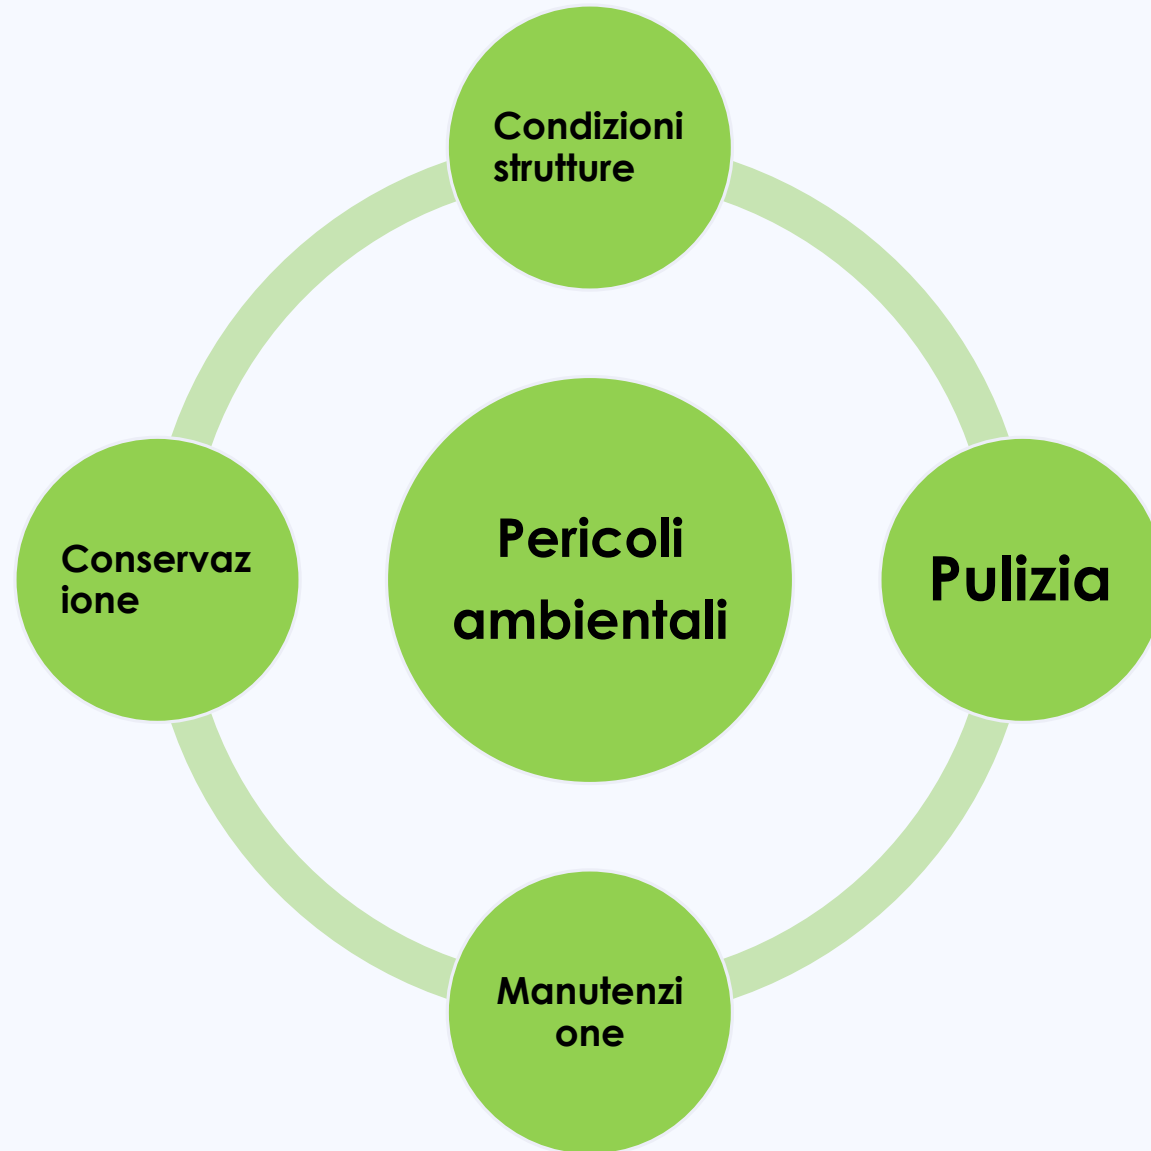 Condizioni
strutture
Conservaz
ione
Pericoli
ambientali
Pulizia
Manutenzi
one